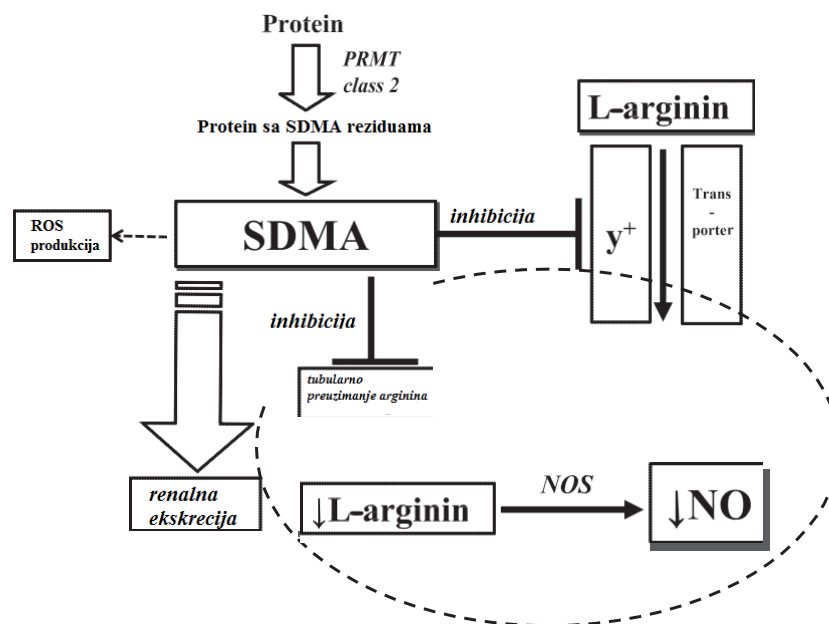 Protein
PRMT
class 2
Protein sa SDMA reziduama
L-arginin
ROS
produkcija
SDMA
inhibicija
y+
Trans
-
porter
inhibicija
tubularno
preuzimanje arginina
renalna
ekskrecija
↓L-arginin
NOS
↓NO